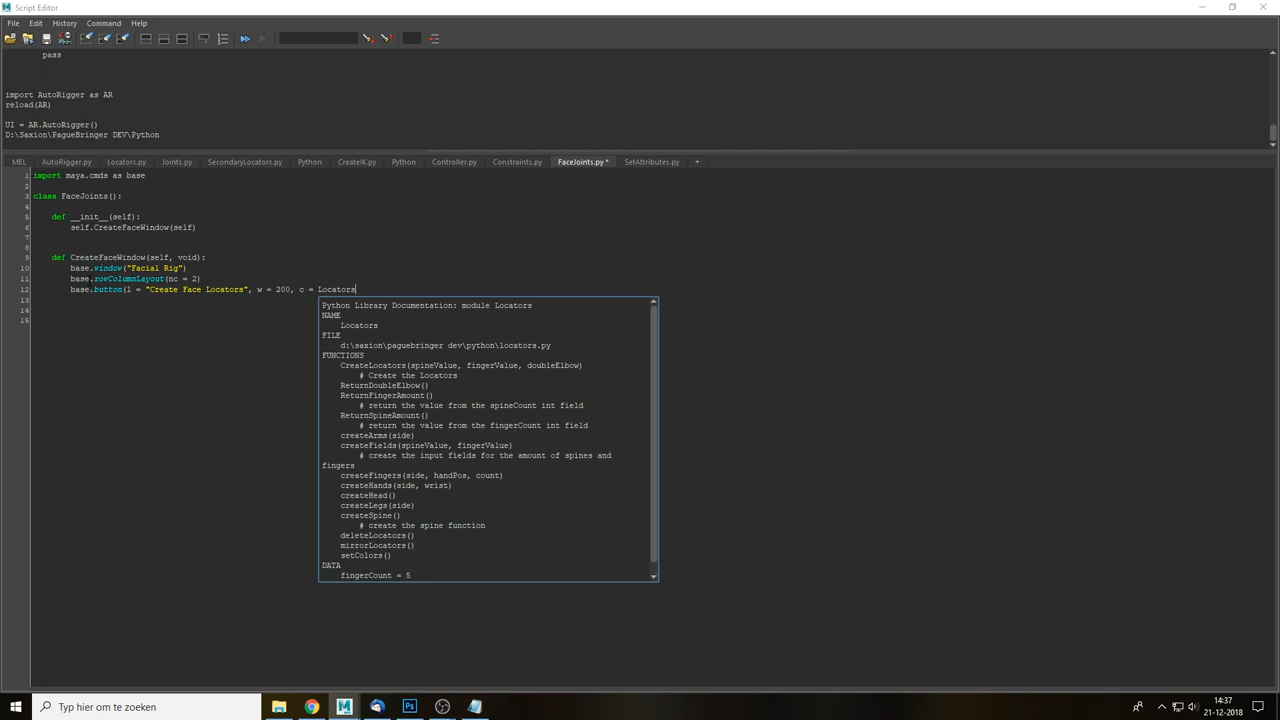 Script Editor
File Edit History Command Help
pass
import AutoRigger as AR
reload(AR)
UI = AR.AutoRigger()
D:\Saxion\PagueBringer DEV\Python
MEL AutoRigger.py Locators.py Joints.py SecondaryLocators.py Python CreateIK.py Python Controller.py Constraints.py FaceJoints.py * SetAttributes.py +
1 import maya.cmds as base
2
3 class FaceJoints():
4
5 def __init__(self):
6 self.CreateFaceWindow(self)
7
8
9 def CreateFaceWindow(self, void):
10 base.window("Facial Rig")
11 base.rowColumnLayout(nc = 2)
12 base.button(l = "Create Face Locators", w = 200, c = Locators
13
14
15
Python Library Documentation: module Locators
NAME
Locators
FILE
d:\saxion\paguebringer dev\python\locators.py
FUNCTIONS
CreateLocators(spineValue, fingerValue, doubleElbow)
# Create the Locators
ReturnDoubleElbow()
ReturnFingerAmount()
# return the value from the spineCount int field
ReturnSpineAmount()
# return the value from the fingerCount int field
createArms(side)
createFields(spineValue, fingerValue)
# create the input fields for the amount of spines and
fingers
createFingers(side, handPos, count)
createHands(side, wrist)
createHead()
createLegs(side)
createSpine()
# create the spine function
deleteLocators()
mirrorLocators()
setColors()
DATA
fingerCount = 5
Typ hier om te zoeken
14:37
21-12-2018